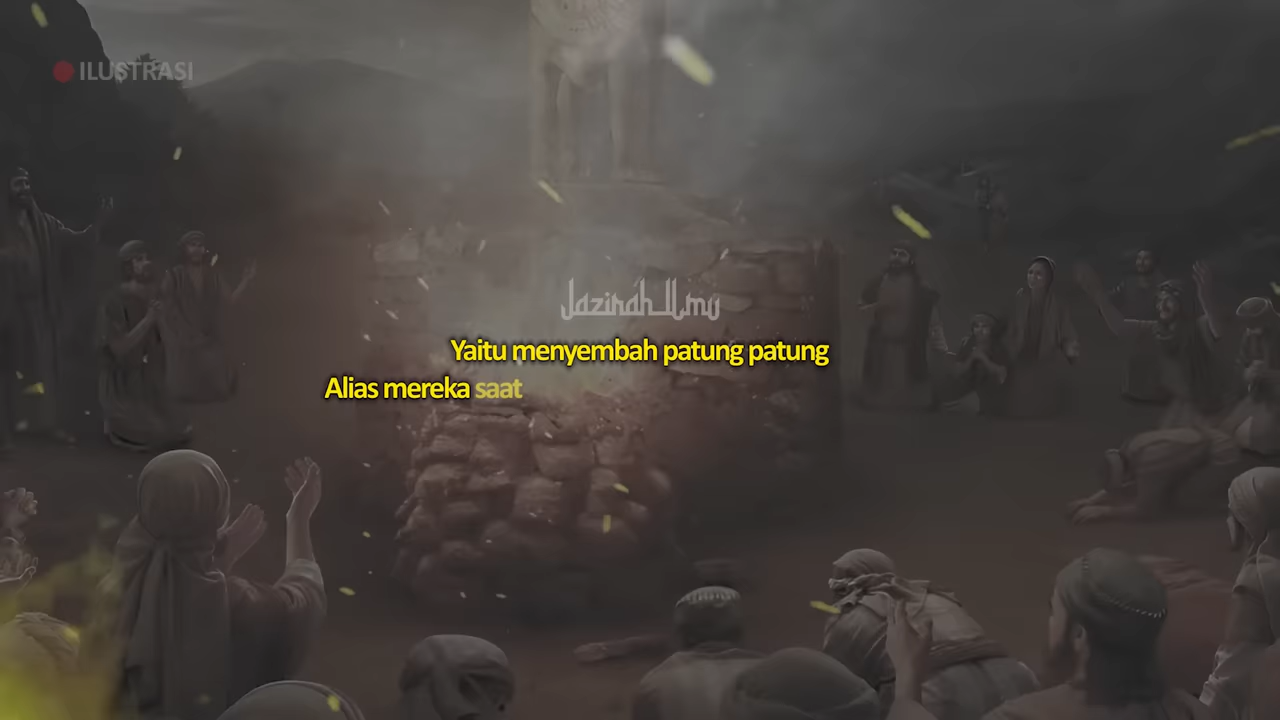 ILUSTRASI
Jazirah Ilmu
Yaitu menyembah patung patung
Alias mereka saat